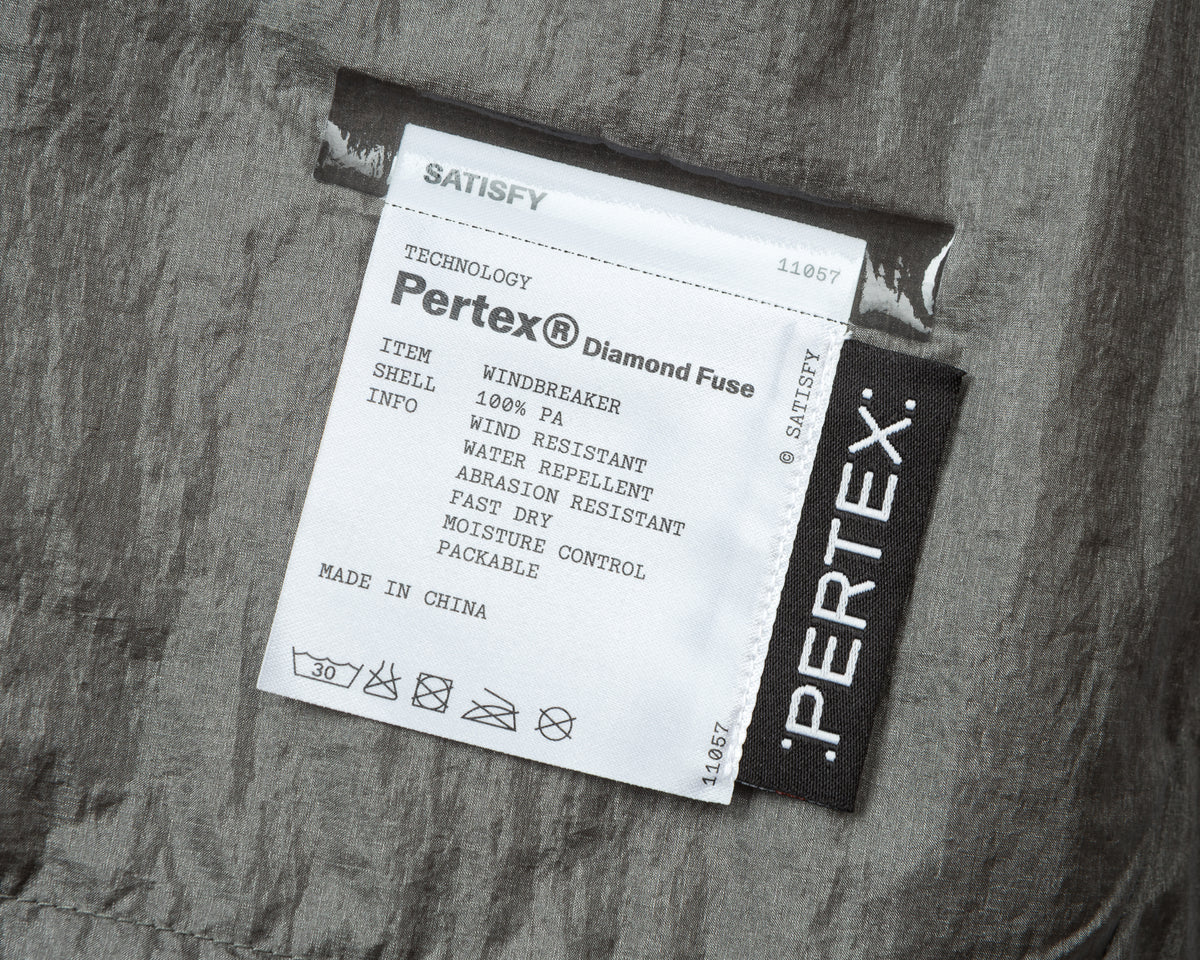 SATISFY
11057
TECHNOLOGY
Pertex® Diamond Fuse
ITEM WINDBREAKER
SHELL 100% PA
INFO WIND RESISTANT
WATER REPELLENT
ABRASION RESISTANT
FAST DRY
MOISTURE CONTROL
PACKABLE
MADE IN CHINA
30
© SATISFY
11057
:PERTEX: